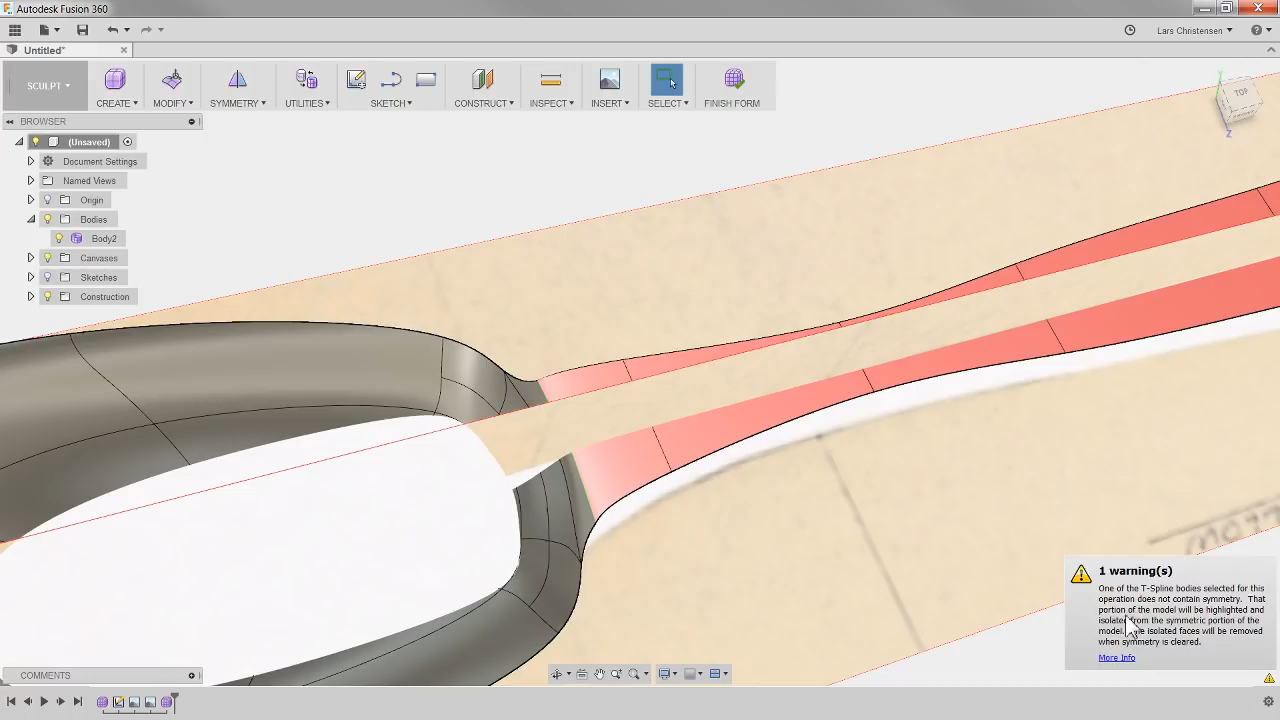 Autodesk Fusion 360
Lars Christensen
Untitled*
SCULPT
CREATE
MODIFY
SYMMETRY
UTILITIES
SKETCH
CONSTRUCT
INSPECT
INSERT
SELECT
FINISH FORM
TOP
Y
Z
BROWSER
(Unsaved)
Document Settings
Named Views
Origin
Bodies
Body2
Canvases
Sketches
Construction
1 warning(s)
One of the T-Spline bodies selected for this
operation does not contain symmetry. That
portion of the model will be highlighted and
isolated from the symmetric portion of the
model. The isolated faces will be removed
when symmetry is cleared.
More Info
COMMENTS